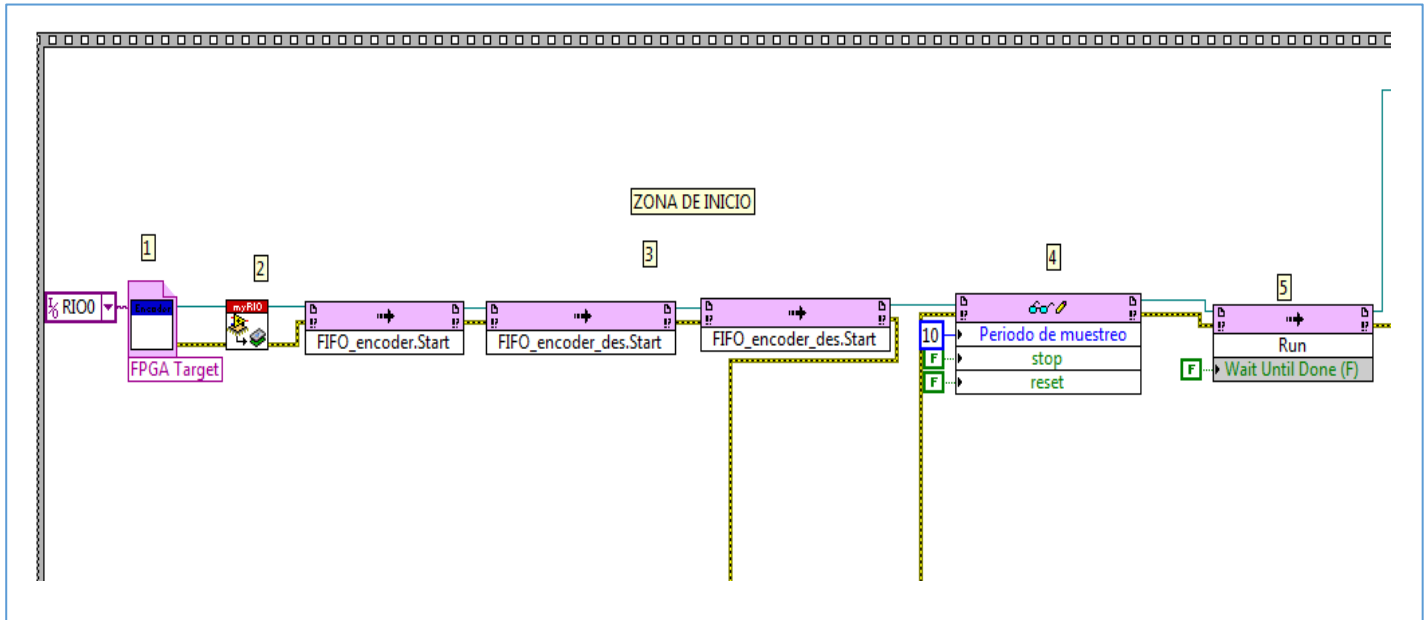 ZONA DE INICIO
1
2
3
4
5
I/O RIO0
FPGA Target
myRIO
FIFO_encoder.Start
FIFO_encoder_des.Start
FIFO_encoder_des.Start
10
Periodo de muestreo
F
stop
F
reset
Run
F
Wait Until Done (F)